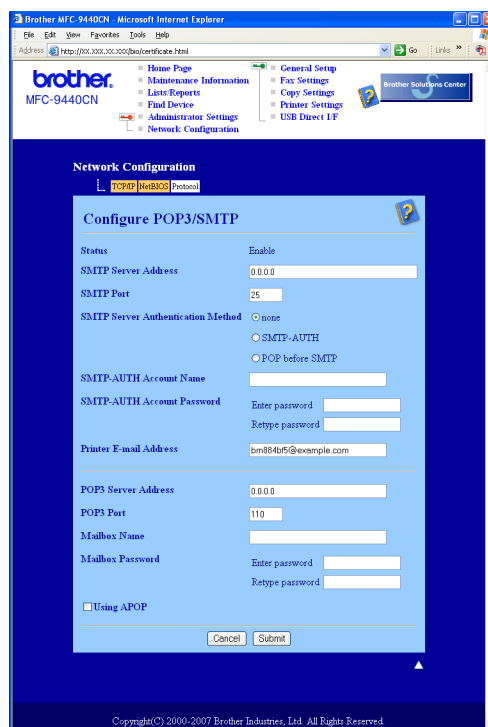 Brother MFC-9440CN - Microsoft Internet Explorer
File Edit View Favorites Tools Help
Address http://XX.XXX.XX.XXX/bio/certificate.html Go Links »
brother.
MFC-9440CN
Home Page
Maintenance Information
Lists/Reports
Find Device
Administrator Settings
Network Configuration
General Setup
Fax Settings
Copy Settings
Printer Settings
USB Direct I/F
Brother Solutions Center
Network Configuration
TCP/IP NetBIOS Protocol
Configure POP3/SMTP
Status Enable
SMTP Server Address 0.0.0.0
SMTP Port 25
SMTP Server Authentication Method none
SMTP-AUTH
POP before SMTP
SMTP-AUTH Account Name
SMTP-AUTH Account Password Enter password
Retype password
Printer E-mail Address brn884bf5@example.com
POP3 Server Address 0.0.0.0
POP3 Port 110
Mailbox Name
Mailbox Password Enter password
Retype password
Using APOP
Cancel Submit
Copyright(C) 2000-2007 Brother Industries, Ltd. All Rights Reserved.